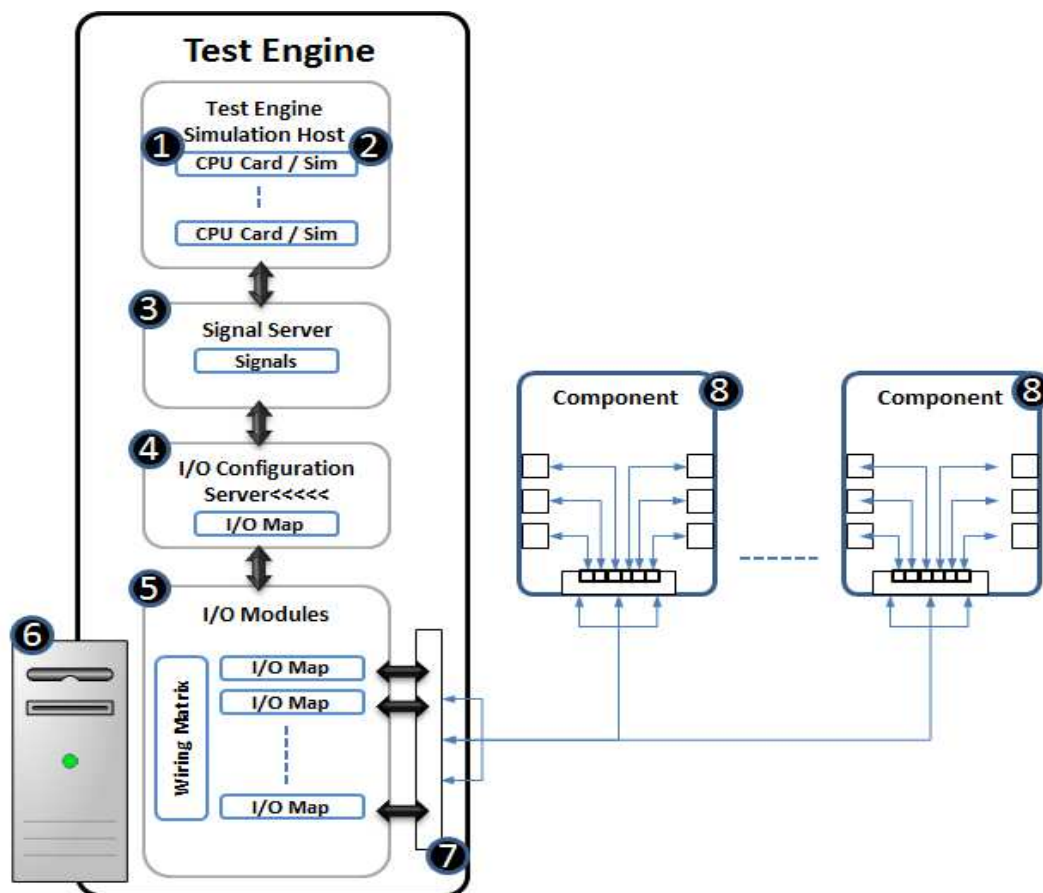 Test Engine
Test Engine
Simulation Host
1
2
CPU Card / Sim
CPU Card / Sim
3
Signal Server
Signals
4
I/O Configuration
Server<<<<<
I/O Map
5
I/O Modules
6
Wiring Matrix
I/O Map
I/O Map
I/O Map
7
Component
8
Component
8